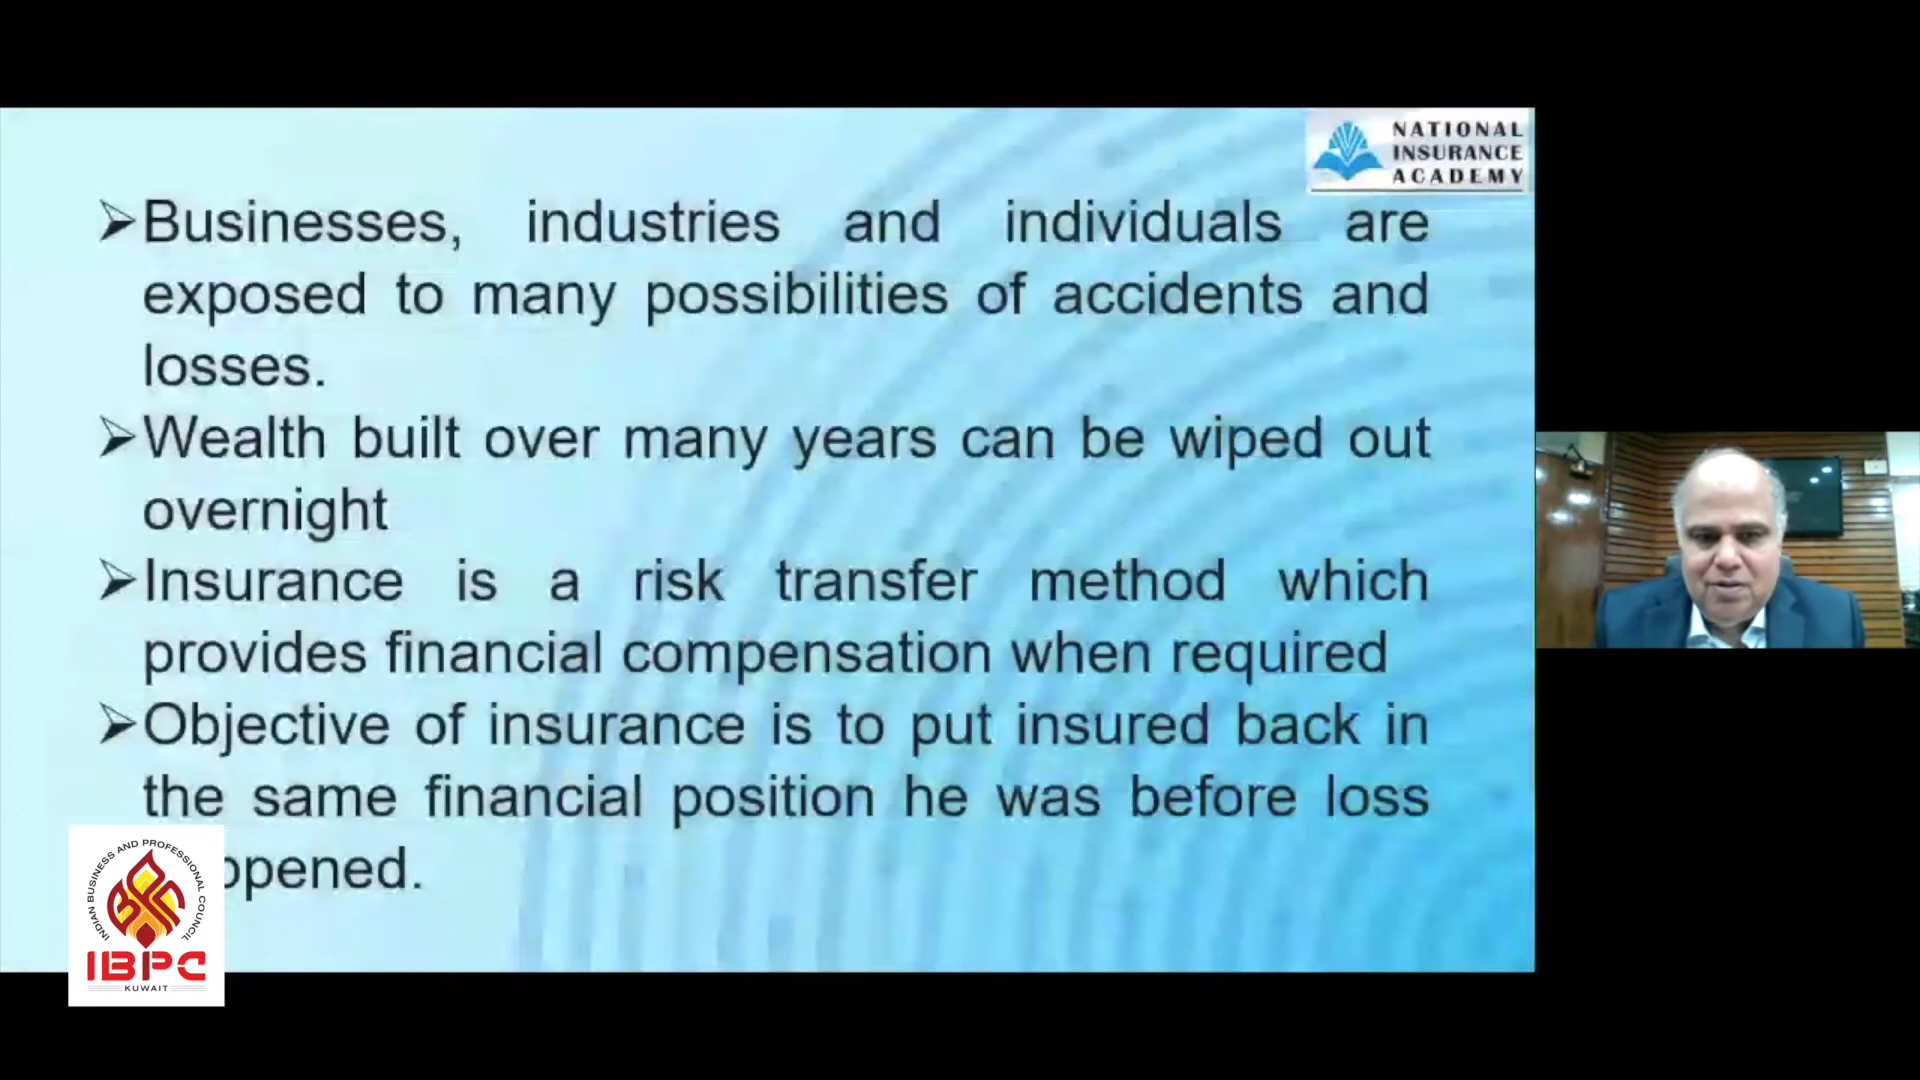 NATIONAL
INSURANCE
ACADEMY
➢Businesses, industries and individuals are
exposed to many possibilities of accidents and
losses.
➢Wealth built over many years can be wiped out
overnight
➢Insurance is a risk transfer method which
provides financial compensation when required
➢Objective of insurance is to put insured back in
the same financial position he was before loss
ppened.
INDIAN BUSINESS AND PROFESSIONAL COUNCIL
IBPC
KUWAIT